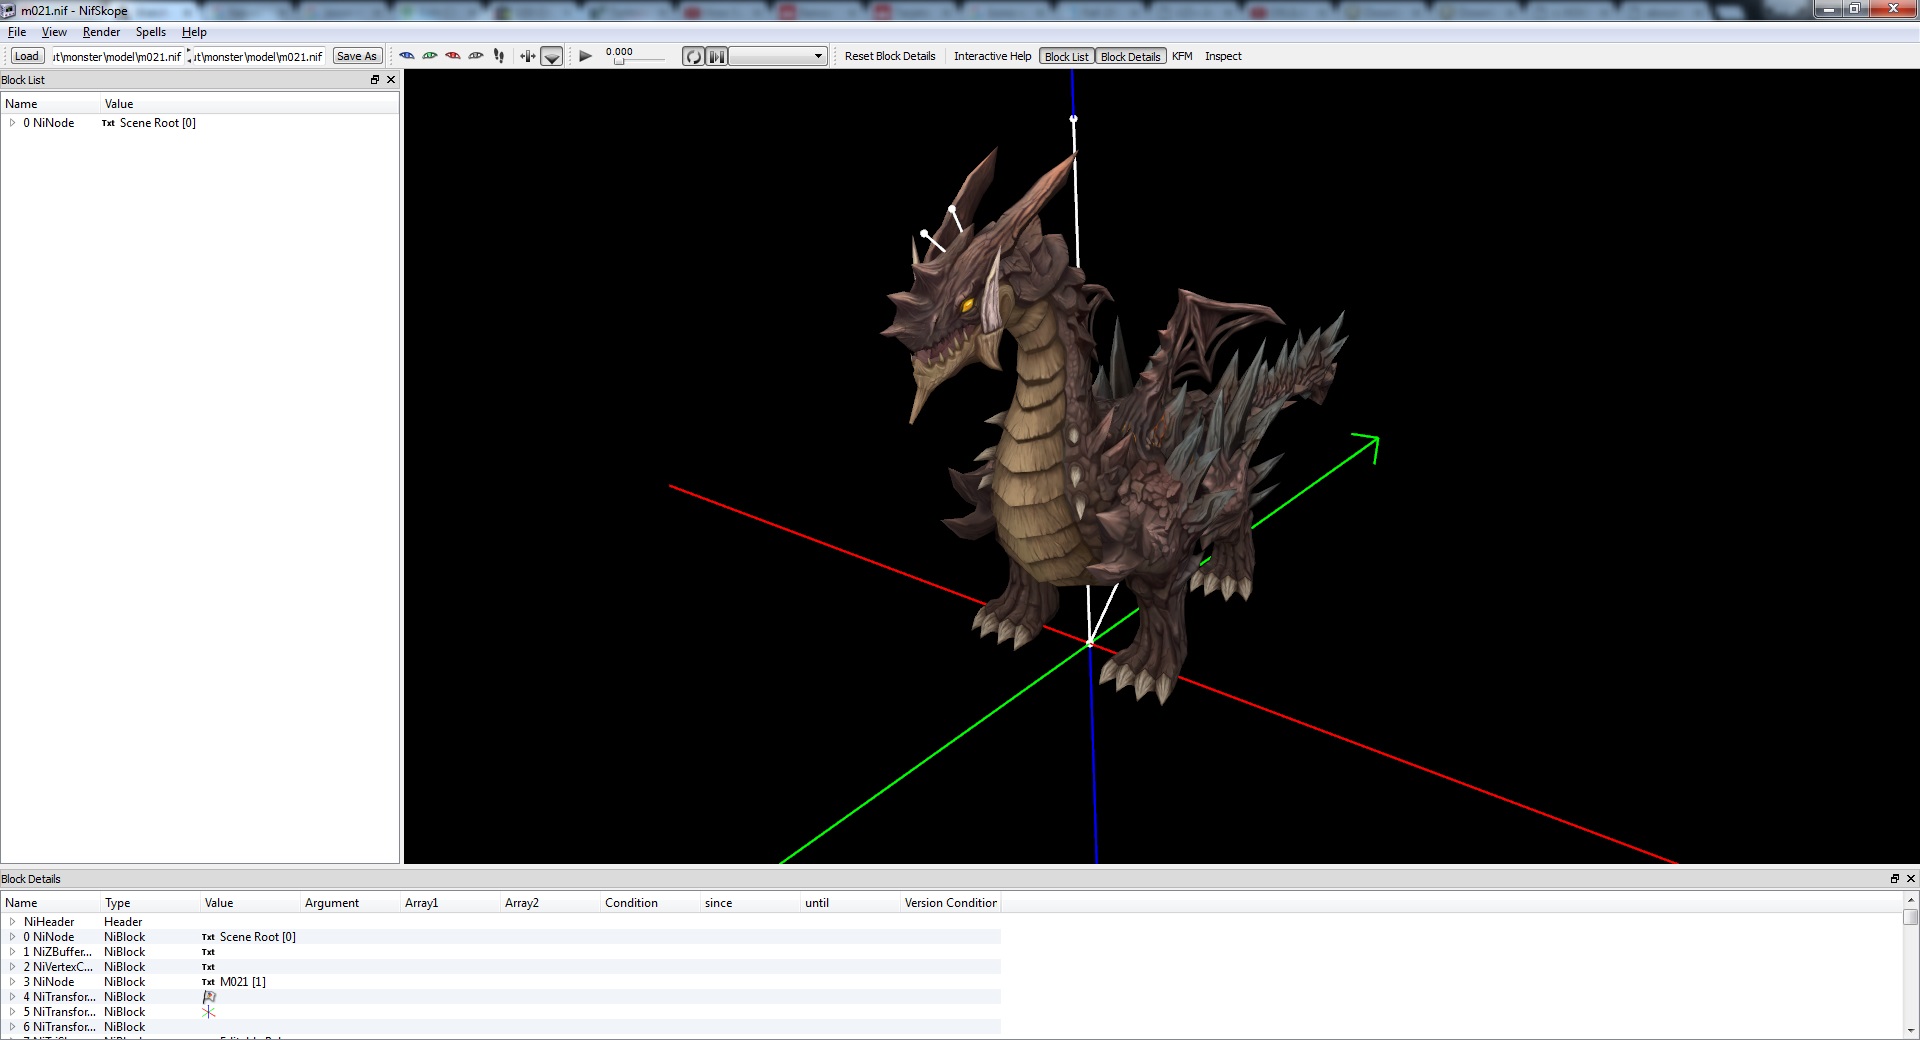 m021.nif - NifSkope
File View Render Spells Help
Load ıt\monster\model\m021.nif ıt\monster\model\m021.nif Save As 0.000 Reset Block Details Interactive Help Block List Block Details KFM Inspect
Block List
Name Value
0 NiNode Txt Scene Root [0]
Block Details
Name Type Value Argument Array1 Array2 Condition since until Version Condition
NiHeader Header
0 NiNode NiBlock Txt Scene Root [0]
1 NiZBuffer... NiBlock Txt
2 NiVertexC... NiBlock Txt
3 NiNode NiBlock Txt M021 [1]
4 NiTransfor... NiBlock
5 NiTransfor... NiBlock
6 NiTransfor... NiBlock